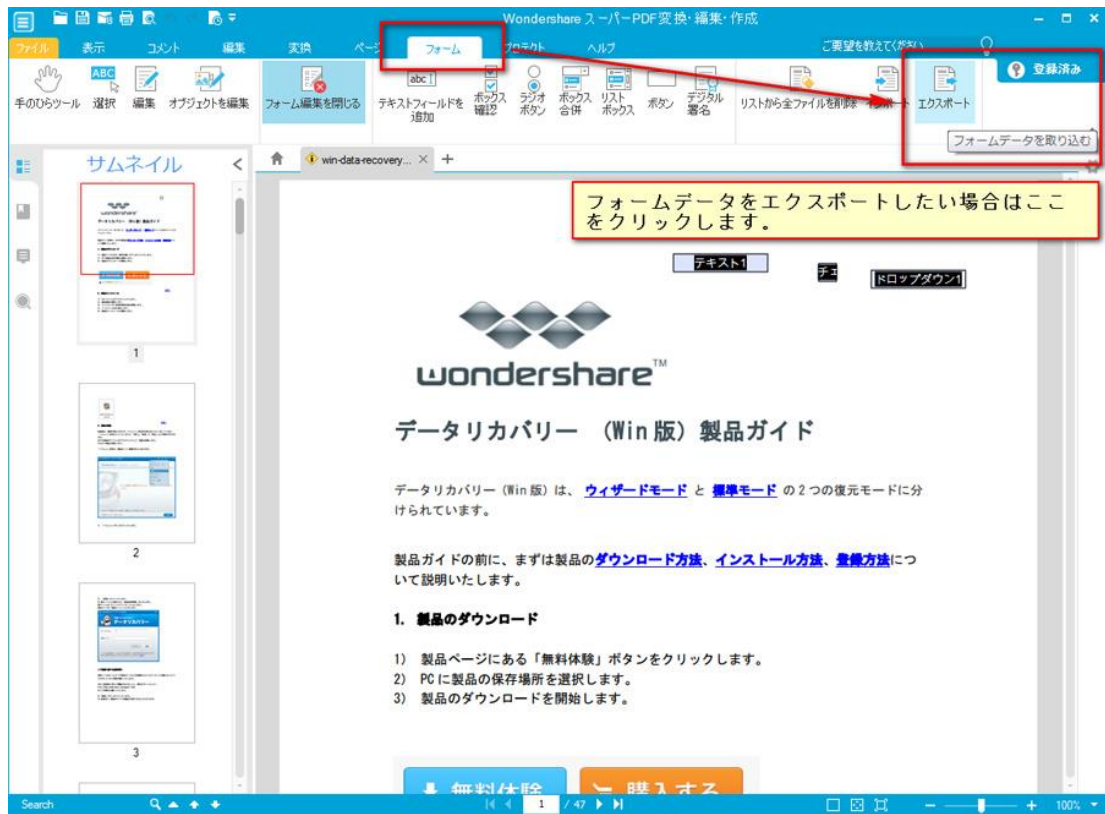 Wondershare スーパーPDF変換・編集・作成
ファイル 表示 コメント 編集 変換 フォーム ヘルプ ご要望を教えてください
登録済み
手のひらツール 選択 編集 オブジェクトを編集 フォーム編集を閉じる テキストフィールドを追加 ボックス確認 ラジオボタン ボックス合併 リストボックス ボタン デジタル署名 リストから全ファイルを削除 エクスポート
フォームデータを取り込む
サムネイル
win-data-recovery...
フォームデータをエクスポートしたい場合はここ
をクリックします。
テキスト1
チェ
ドロップダウン1
wondershare™
データリカバリー (Win版) 製品ガイド
データリカバリー (Win版) は、 ウィザードモード と 標準モード の2つの復元モードに分
けられています。
製品ガイドの前に、まずは製品のダウンロード方法、インストール方法、登録方法につ
いて説明いたします。
1. 製品のダウンロード
1) 製品ページにある「無料体験」ボタンをクリックします。
2) PCに製品の保存場所を選択します。
3) 製品のダウンロードを開始します。
無料体験 購入する
1
2
3
Search
1 / 47
100%